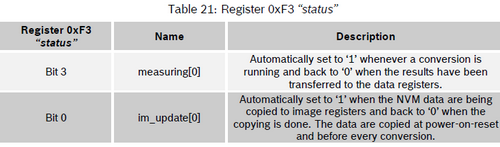 Table 21: Register 0xF3 “status”
Register 0xF3
“status”
Name
Description
Bit 3
measuring[0]
Automatically set to ‘1’ whenever a conversion is
running and back to ‘0’ when the results have been
transferred to the data registers.
Bit 0
im_update[0]
Automatically set to ‘1’ when the NVM data are being
copied to image registers and back to ‘0’ when the
copying is done. The data are copied at power-on-reset
and before every conversion.